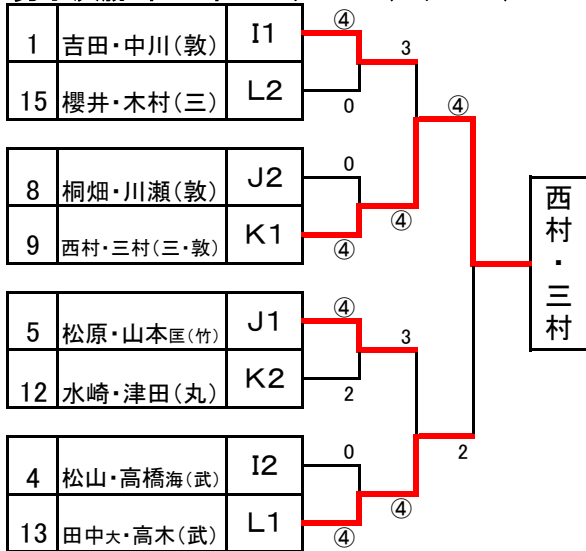 1 吉田・中川(敦) I1 ④
3
15 櫻井・木村(三) L2 0
④
8 桐畑・川瀬(敦) J2 0
④
9 西村・三村(三・敦) K1 ④
西村・三村
5 松原・山本匡(竹) J1 ④
3
12 水崎・津田(丸) K2 2
2
4 松山・高橋海(武) I2 0
④
13 田中大・高木(武) L1 ④